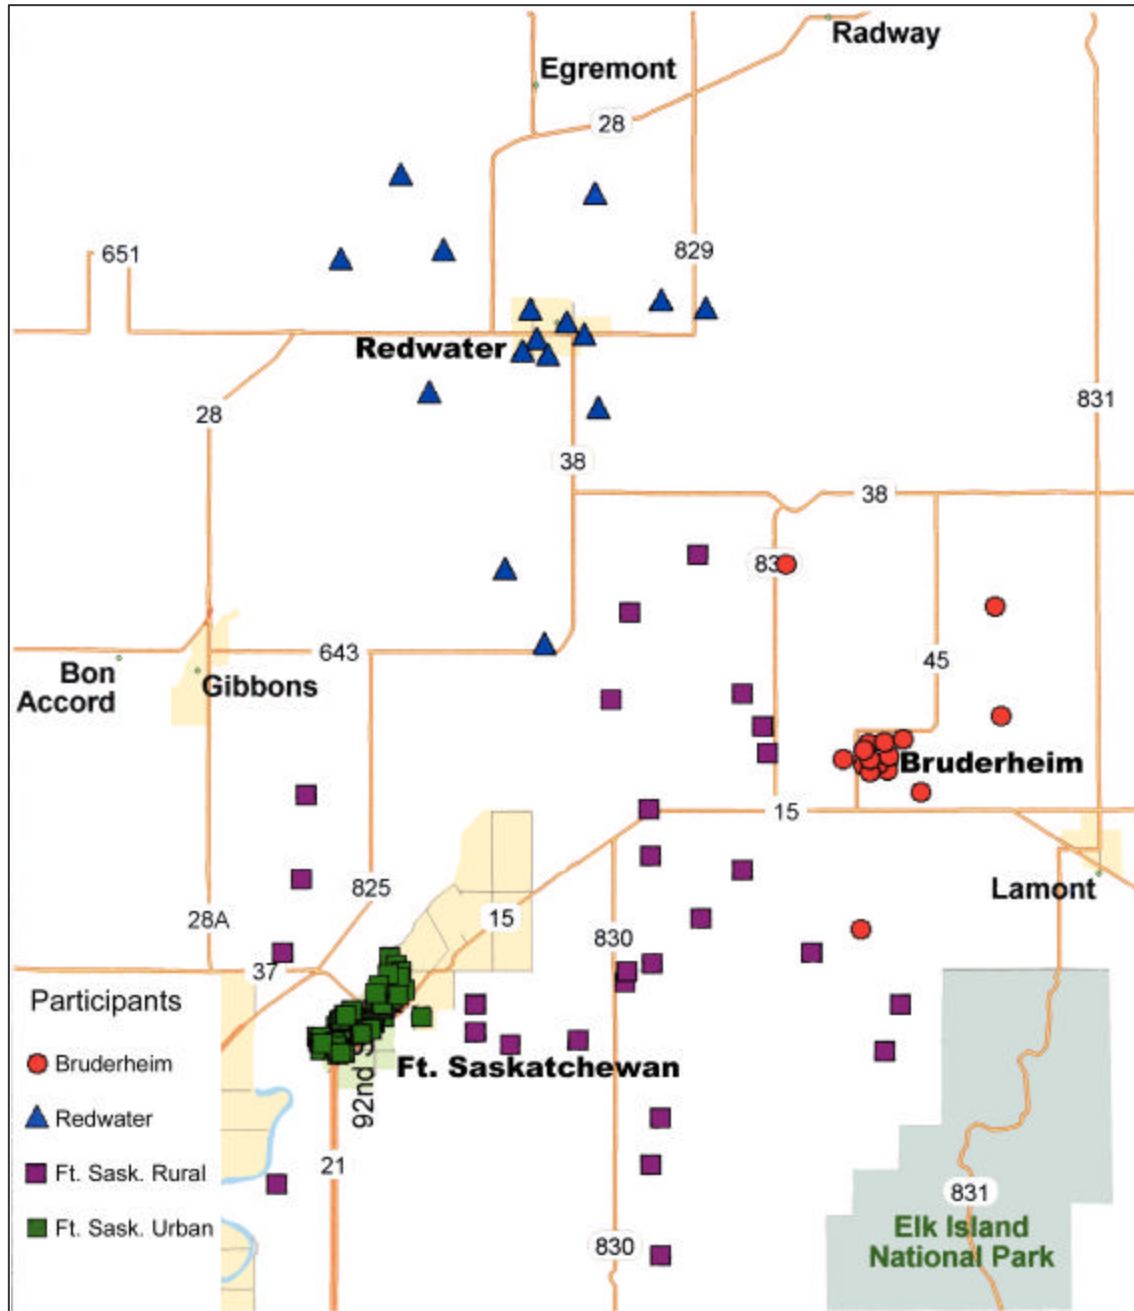 Radway
Egremont
28
651
829
Redwater
28
831
38
38
83
45
643
Bon
Accord
Gibbons
Bruderheim
15
Lamont
825
28A
15
830
37
Participants
Bruderheim
Redwater
Ft. Sask. Rural
Ft. Sask. Urban
92nd S
Ft. Saskatchewan
21
831
830
Elk Island
National Park